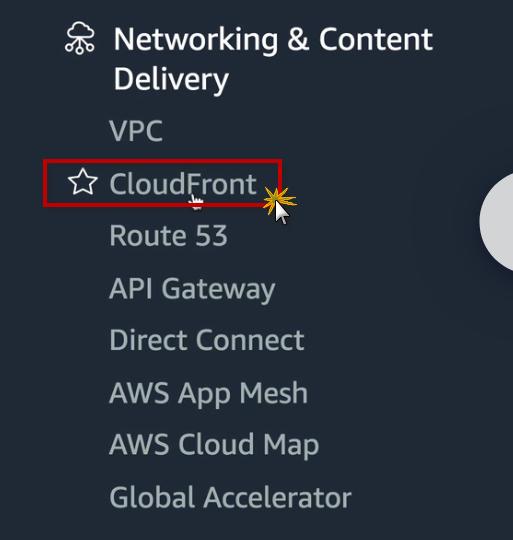 Networking & Content
Delivery
VPC
CloudFront
Route 53
API Gateway
Direct Connect
AWS App Mesh
AWS Cloud Map
Global Accelerator